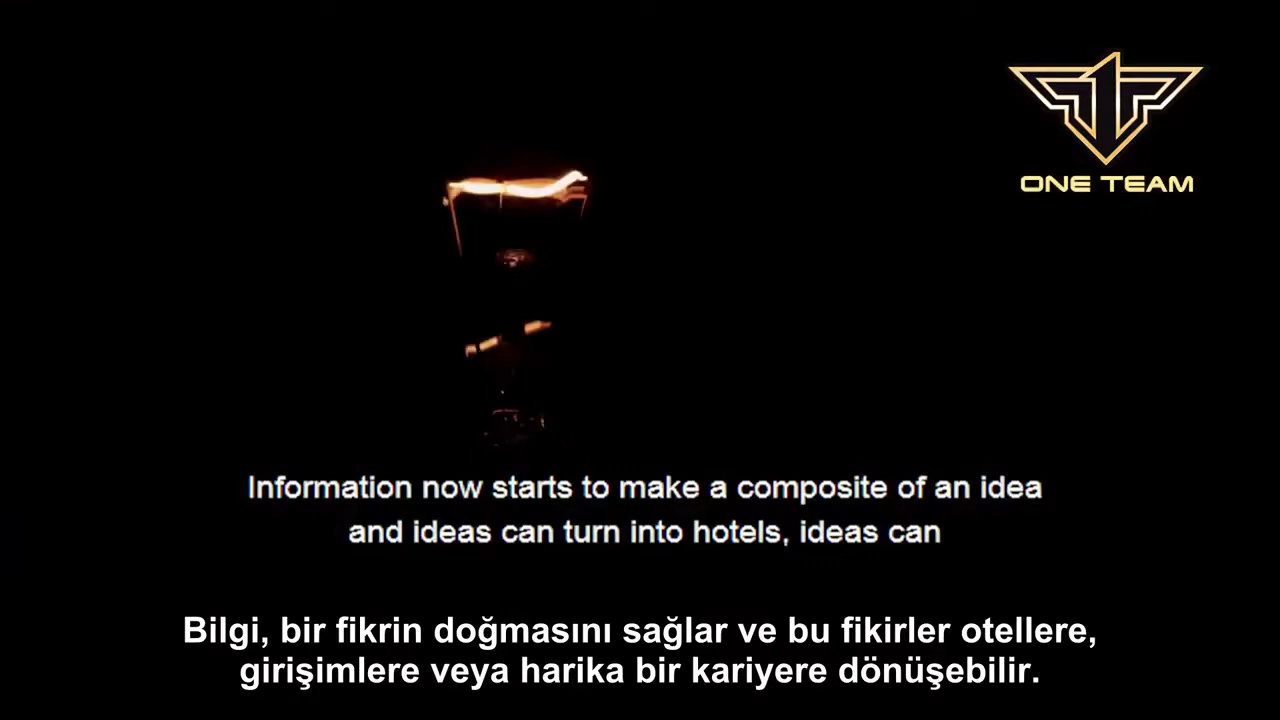 ONE TEAM
Information now starts to make a composite of an idea
and ideas can turn into hotels, ideas can
Bilgi, bir fikrin doğmasını sağlar ve bu fikirler otellere,
girişimlere veya harika bir kariyere dönüşebilir.